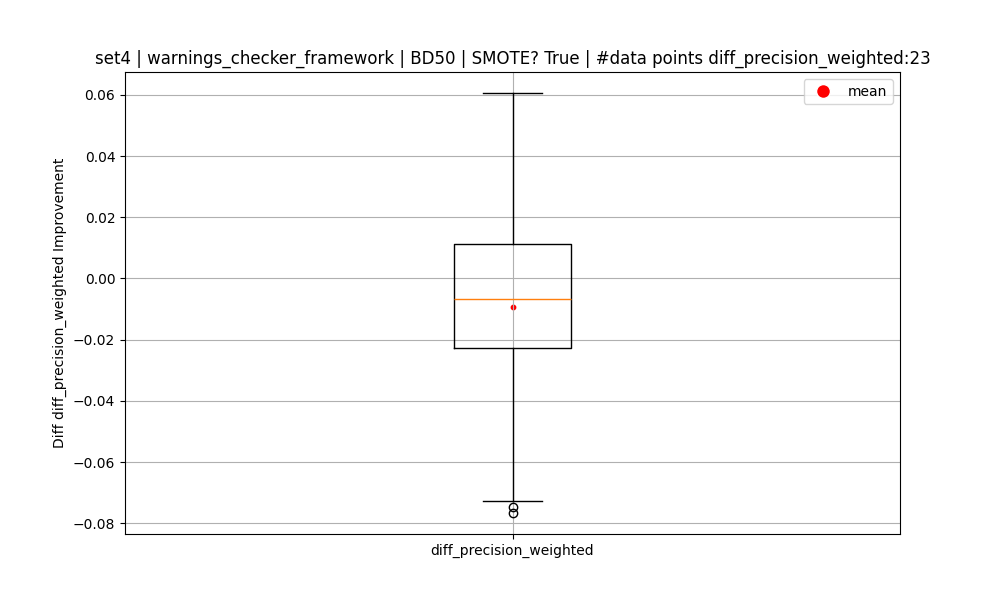 set4 | warnings_checker_framework | BD50 | SMOTE? True | #data points diff_precision_weighted:23
mean
0.06
0.04
0.02
0.00
−0.02
−0.04
−0.06
−0.08
Diff diff_precision_weighted Improvement
diff_precision_weighted